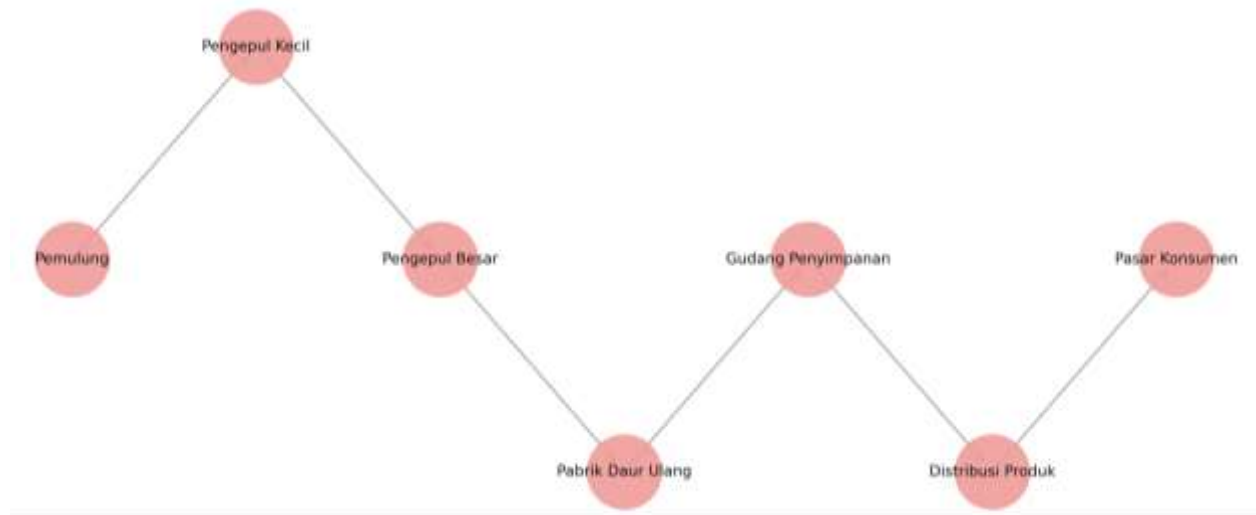 Pengepul Kecil
Pemulung
Pengepul Besar
Gudang Penyimpanan
Pasar Konsumen
Pabrik Daur Ulang
Distribusi Produk